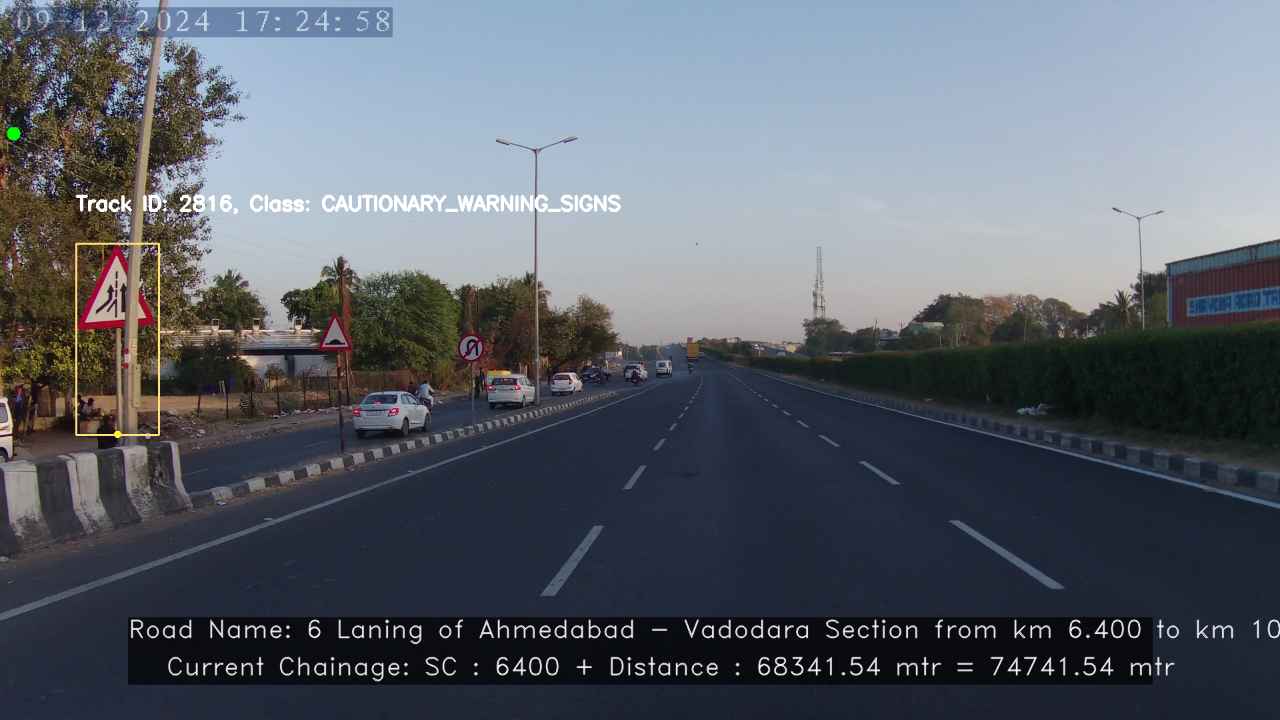 09-12-2024 17:24:58
Track ID: 2816, Class: CAUTIONARY_WARNING_SIGNS
Road Name: 6 Laning of Ahmedabad - Vadodara Section from km 6.400 to km 10
Current Chainage: SC : 6400 + Distance : 68341.54 mtr = 74741.54 mtr